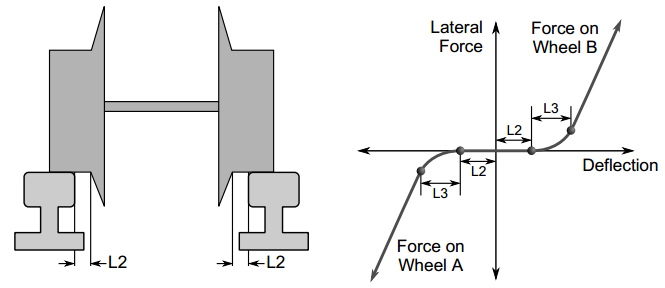 L2
L2
Lateral
Force
Force on
Wheel B
L3
L2
Deflection
L2
L3
Force on
Wheel A